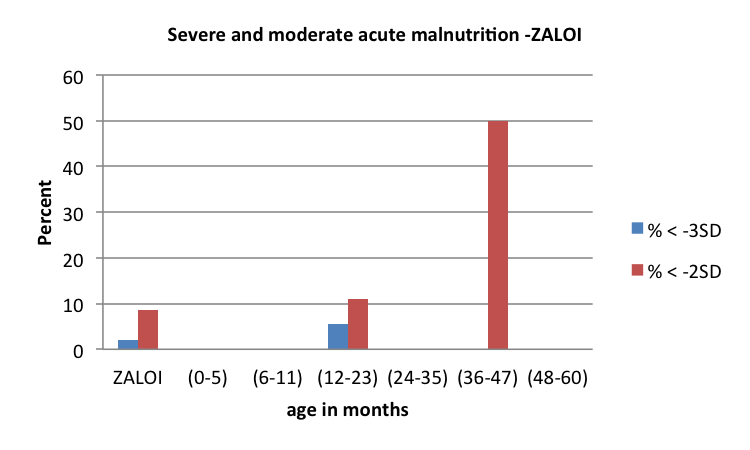 Severe and moderate acute malnutrition -ZALOI
60
50
40
30
20
10
0
Percent
ZALOI (0-5) (6-11) (12-23) (24-35) (36-47) (48-60)
age in months
% < -3SD
% < -2SD